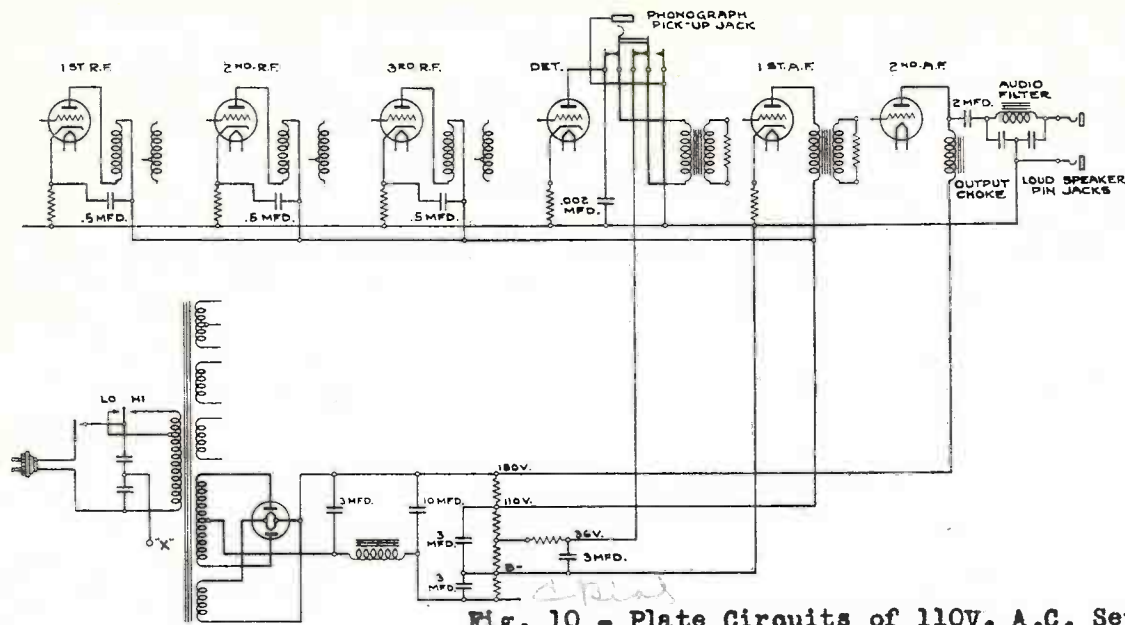 PHONOGRAPH
PICK-UP JACK
1ST R.F.
2ND. R.F.
3RD R.F.
DET.
1ST. A.F.
2ND. A.F.
AUDIO
FILTER
2 MFD.
.5 MFD.
.5 MFD.
.5 MFD.
.002
MFD.
OUTPUT
CHOKE
LOUD SPEAKER
PIN JACKS
LO HI
"X"
180V.
110V.
3 MFD.
10 MFD.
36V.
3
MFD.
3 MFD.
B-
3
MFD.
C Bias
Fig. 10 - Plate Circuits of 110V. A.C. Se